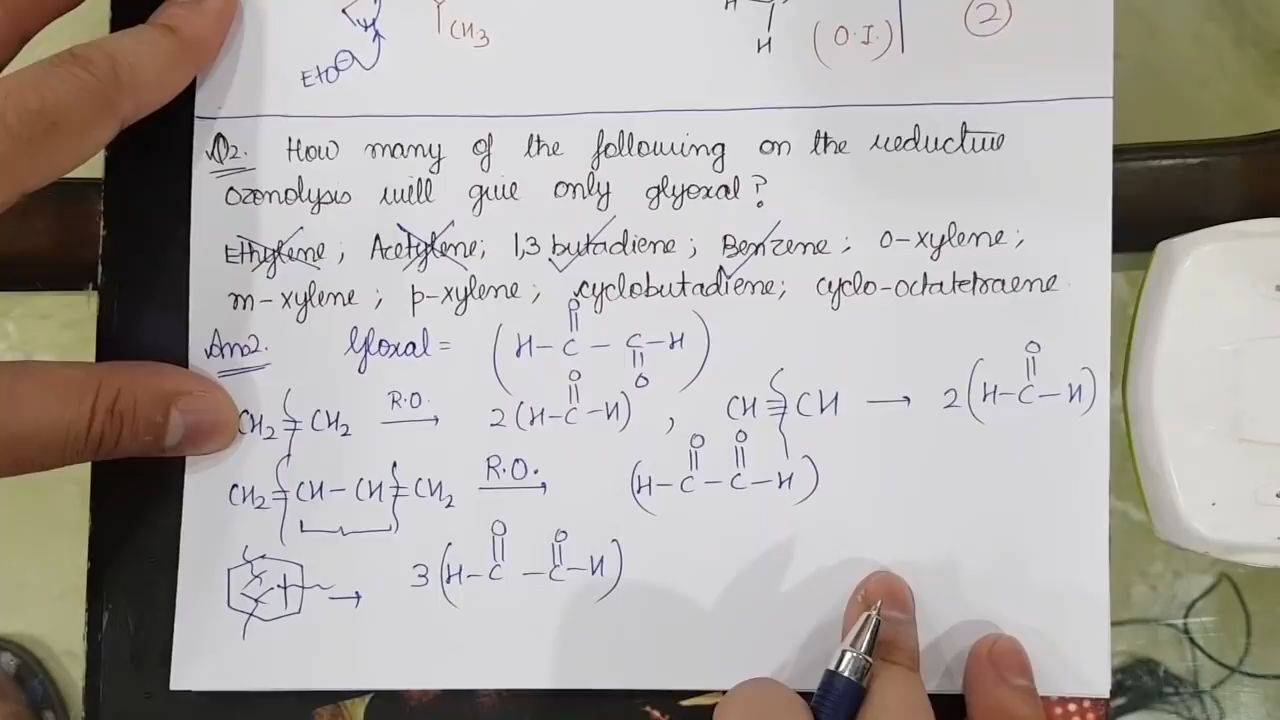 CH3
H
H
(O.I.)
2
EtO⊖
Q2. How many of the following on the reductive
ozonolysis will give only glyoxal?
Ethylene; Acetylene; 1,3 butadiene; Benzene; o-xylene;
m-xylene; p-xylene; cyclobutadiene; cyclo-octatetraene
Ans2. Gloxal = (H-C-C-H) O O
CH2=CH2 R.O. → 2(H-C-H) O , CH≡CH → 2(H-C-H) O
CH2=CH-CH=CH2 R.O. → (H-C-C-H) O O
→ 3(H-C-C-H) O O